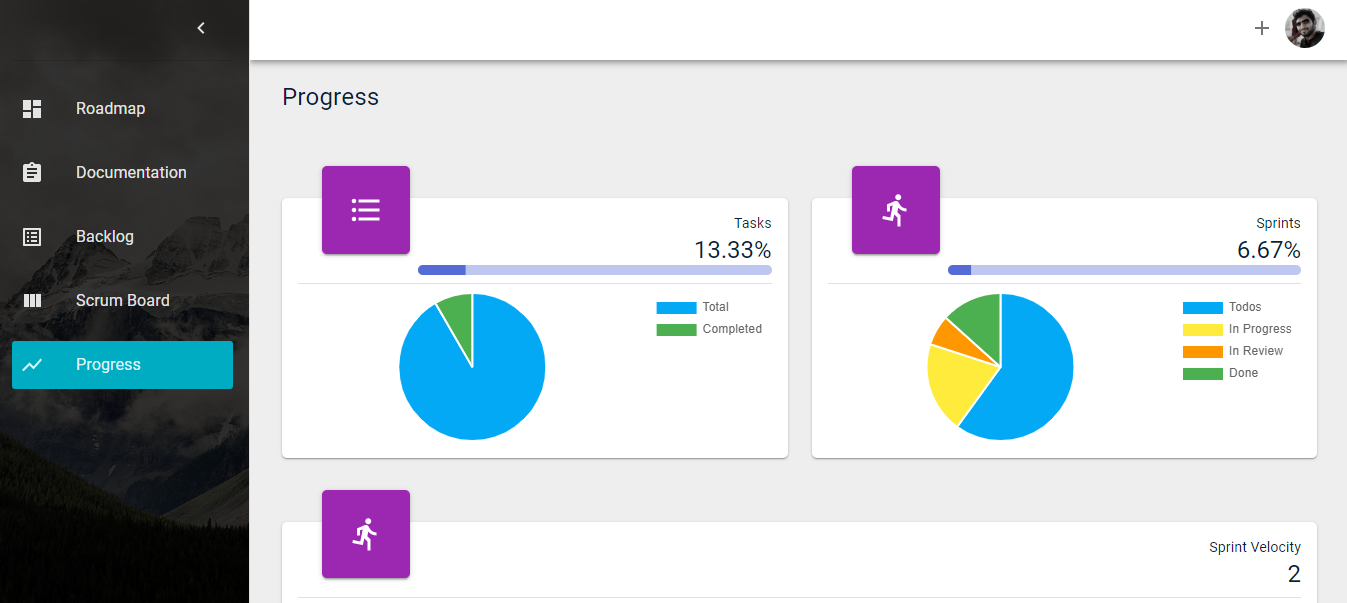 Roadmap
Documentation
Backlog
Scrum Board
Progress
Progress
Tasks
13.33%
Total
Completed
Sprints
6.67%
Todos
In Progress
In Review
Done
Sprint Velocity
2